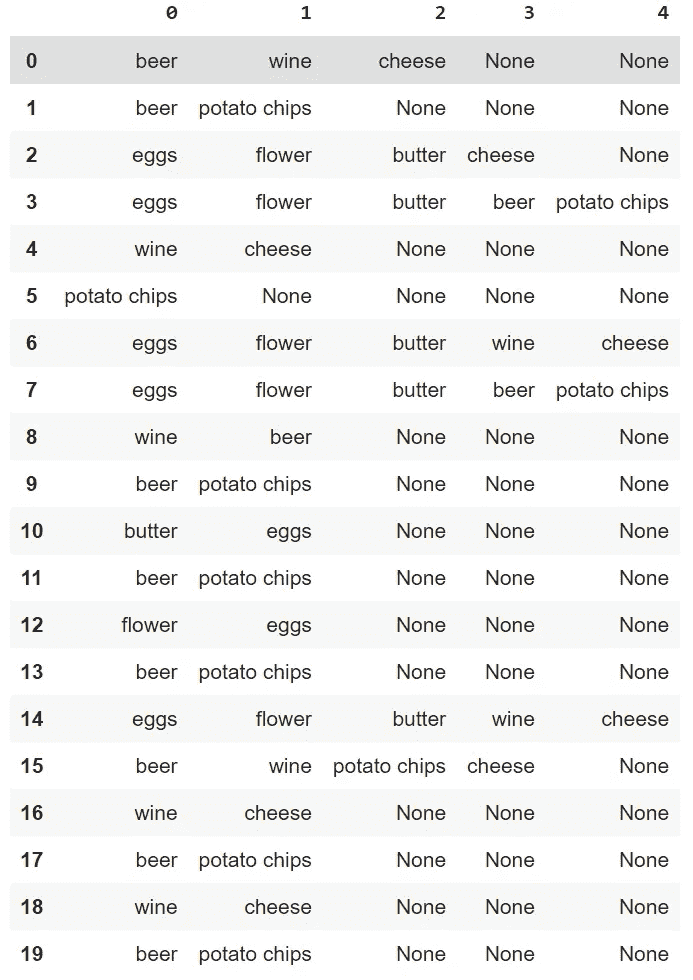 0 1 2 3 4
0 beer wine cheese None None
1 beer potato chips None None None
2 eggs flower butter cheese None
3 eggs flower butter beer potato chips
4 wine cheese None None None
5 potato chips None None None None
6 eggs flower butter wine cheese
7 eggs flower butter beer potato chips
8 wine beer None None None
9 beer potato chips None None None
10 butter eggs None None None
11 beer potato chips None None None
12 flower eggs None None None
13 beer potato chips None None None
14 eggs flower butter wine cheese
15 beer wine potato chips cheese None
16 wine cheese None None None
17 beer potato chips None None None
18 wine cheese None None None
19 beer potato chips None None None